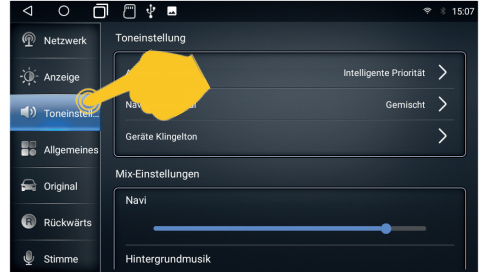 15:07
Netzwerk
Anzeige
Toneinstell...
Allgemeines
Original
R Rückwärts
Stimme
Toneinstellung
Intelligente Priorität
Gemischt
Geräte Klingelton
Mix-Einstellungen
Navi
Hintergrundmusik